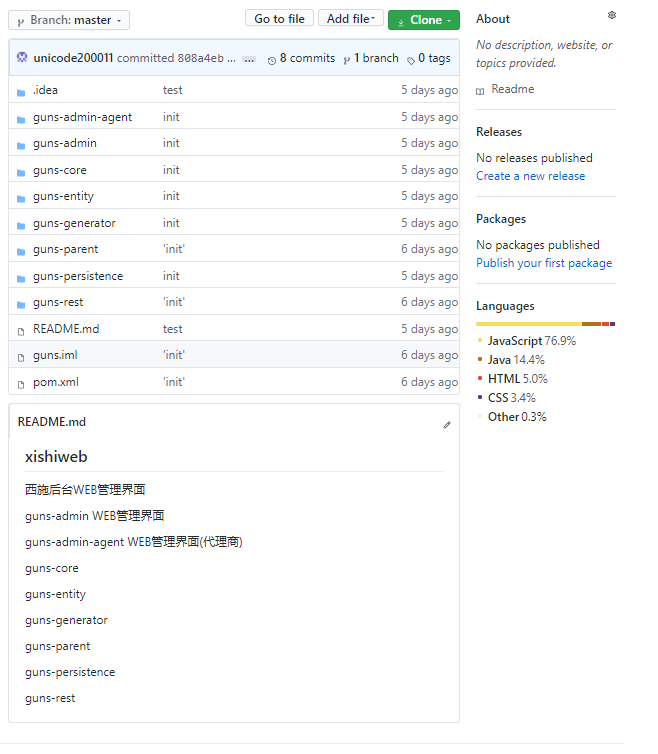 Branch: master
Go to file
Add file
Clone
unicode200011 committed 808a4eb ... ...
8 commits
1 branch
0 tags
.idea test 5 days ago
guns-admin-agent init 5 days ago
guns-admin init 5 days ago
guns-core init 5 days ago
guns-entity init 5 days ago
guns-generator init 5 days ago
guns-parent 'init' 6 days ago
guns-persistence init 5 days ago
guns-rest 'init' 6 days ago
README.md test 5 days ago
guns.iml 'init' 6 days ago
pom.xml 'init' 6 days ago
README.md
xishiweb
西施后台WEB管理界面
guns-admin WEB管理界面
guns-admin-agent WEB管理界面(代理商)
guns-core
guns-entity
guns-generator
guns-parent
guns-persistence
guns-rest
About
No description, website, or
topics provided.
Readme
Releases
No releases published
Create a new release
Packages
No packages published
Publish your first package
Languages
JavaScript 76.9%
Java 14.4%
HTML 5.0%
CSS 3.4%
Other 0.3%